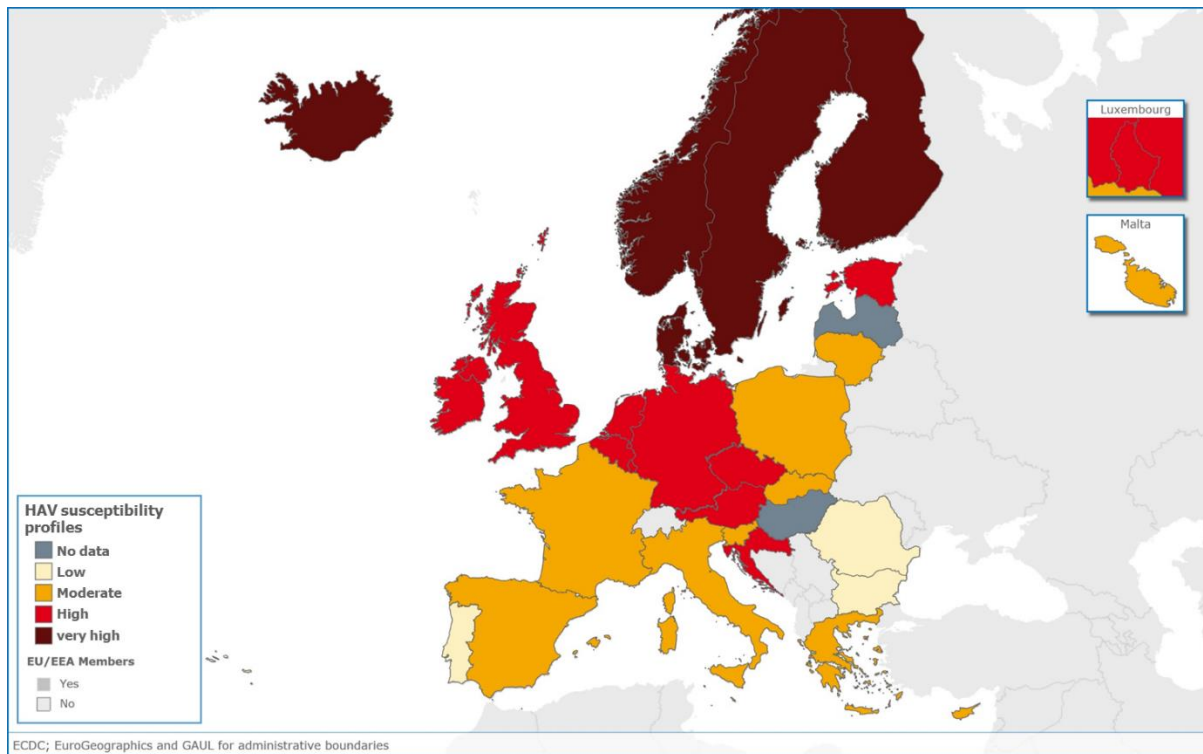 Luxembourg
Malta
HAV susceptibility
profiles
No data
Low
Moderate
High
very high
EU/EEA Members
Yes
No
ECDC; EuroGeographics and GAUL for administrative boundaries